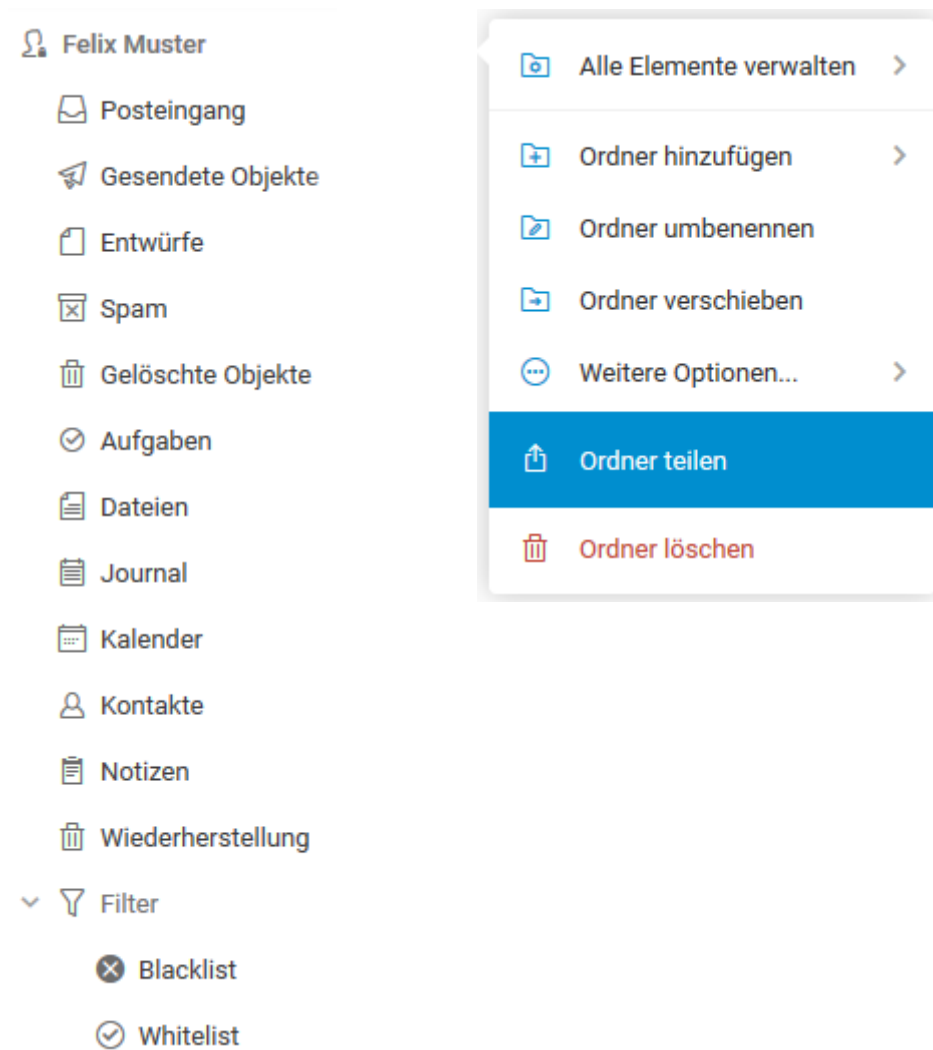 Felix Muster
Posteingang
Gesendete Objekte
Entwürfe
Spam
Gelöschte Objekte
Aufgaben
Dateien
Journal
Kalender
Kontakte
Notizen
Wiederherstellung
Filter
Blacklist
Whitelist
Alle Elemente verwalten
Ordner hinzufügen
Ordner umbenennen
Ordner verschieben
Weitere Optionen...
Ordner teilen
Ordner löschen